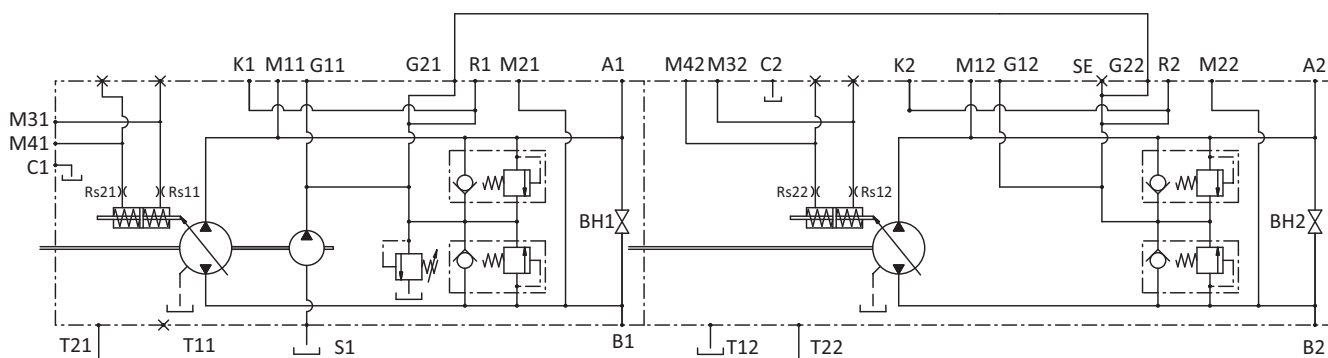 K1 M11 G11 G21 R1 M21 A1 M42 M32 C2 K2 M12 G12 SE G22 R2 M22 A2
M31
M41
C1
Rs21 Rs11 Rs22 Rs12
BH1 BH2
T21 T11 S1 B1 T12 T22 B2